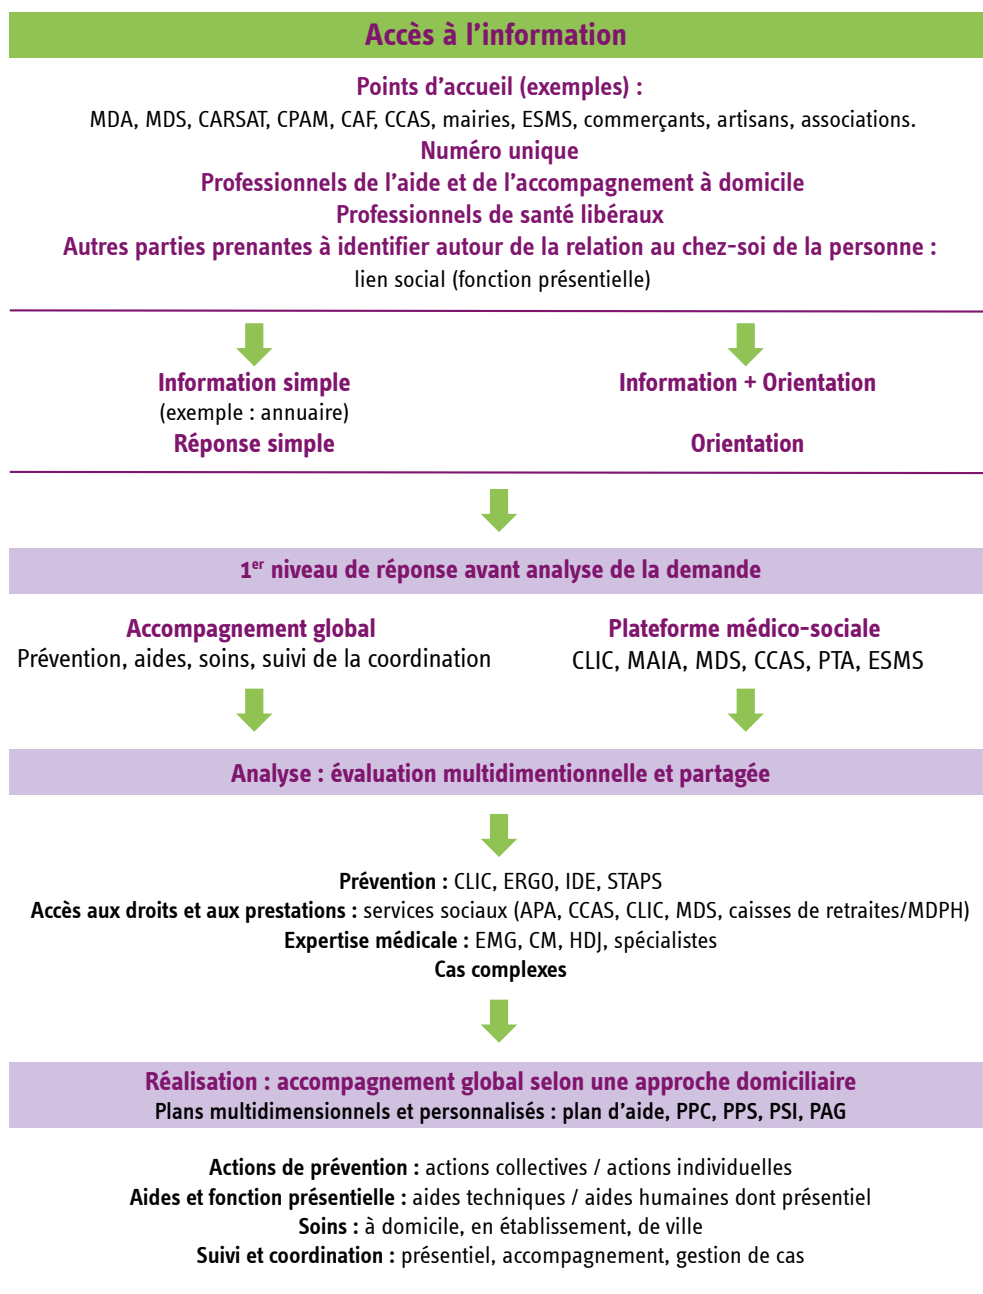 Accès à l'information
Points d'accueil (exemples) :
MDA, MDS, CARSAT, CPAM, CAF, CCAS, mairies, ESMS, commerçants, artisans, associations.
Numéro unique
Professionnels de l'aide et de l'accompagnement à domicile
Professionnels de santé libéraux
Autres parties prenantes à identifier autour de la relation au chez-soi de la personne :
lien social (fonction présentielle)
Information simple
(exemple : annuaire)
Réponse simple
Information + Orientation
Orientation
1er niveau de réponse avant analyse de la demande
Accompagnement global
Prévention, aides, soins, suivi de la coordination
Plateforme médico-sociale
CLIC, MAIA, MDS, CCAS, PTA, ESMS
Analyse : évaluation multidimentionnelle et partagée
Prévention : CLIC, ERGO, IDE, STAPS
Accès aux droits et aux prestations : services sociaux (APA, CCAS, CLIC, MDS, caisses de retraites/MDPH)
Expertise médicale : EMG, CM, HDJ, spécialistes
Cas complexes
Réalisation : accompagnement global selon une approche domiciliaire
Plans multidimensionnels et personnalisés : plan d'aide, PPC, PPS, PSI, PAG
Actions de prévention : actions collectives / actions individuelles
Aides et fonction présentielle : aides techniques / aides humaines dont présentiel
Soins : à domicile, en établissement, de ville
Suivi et coordination : présentiel, accompagnement, gestion de cas